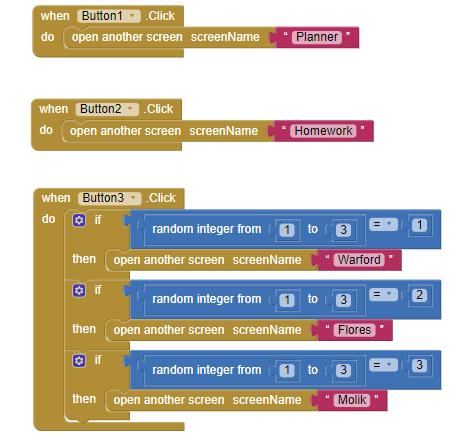 when Button1 .Click
do open another screen screenName " Planner "
when Button2 .Click
do open another screen screenName " Homework "
when Button3 .Click
do if random integer from 1 to 3 = 1
then open another screen screenName " Warford "
if random integer from 1 to 3 = 2
then open another screen screenName " Flores "
if random integer from 1 to 3 = 3
then open another screen screenName " Molik "